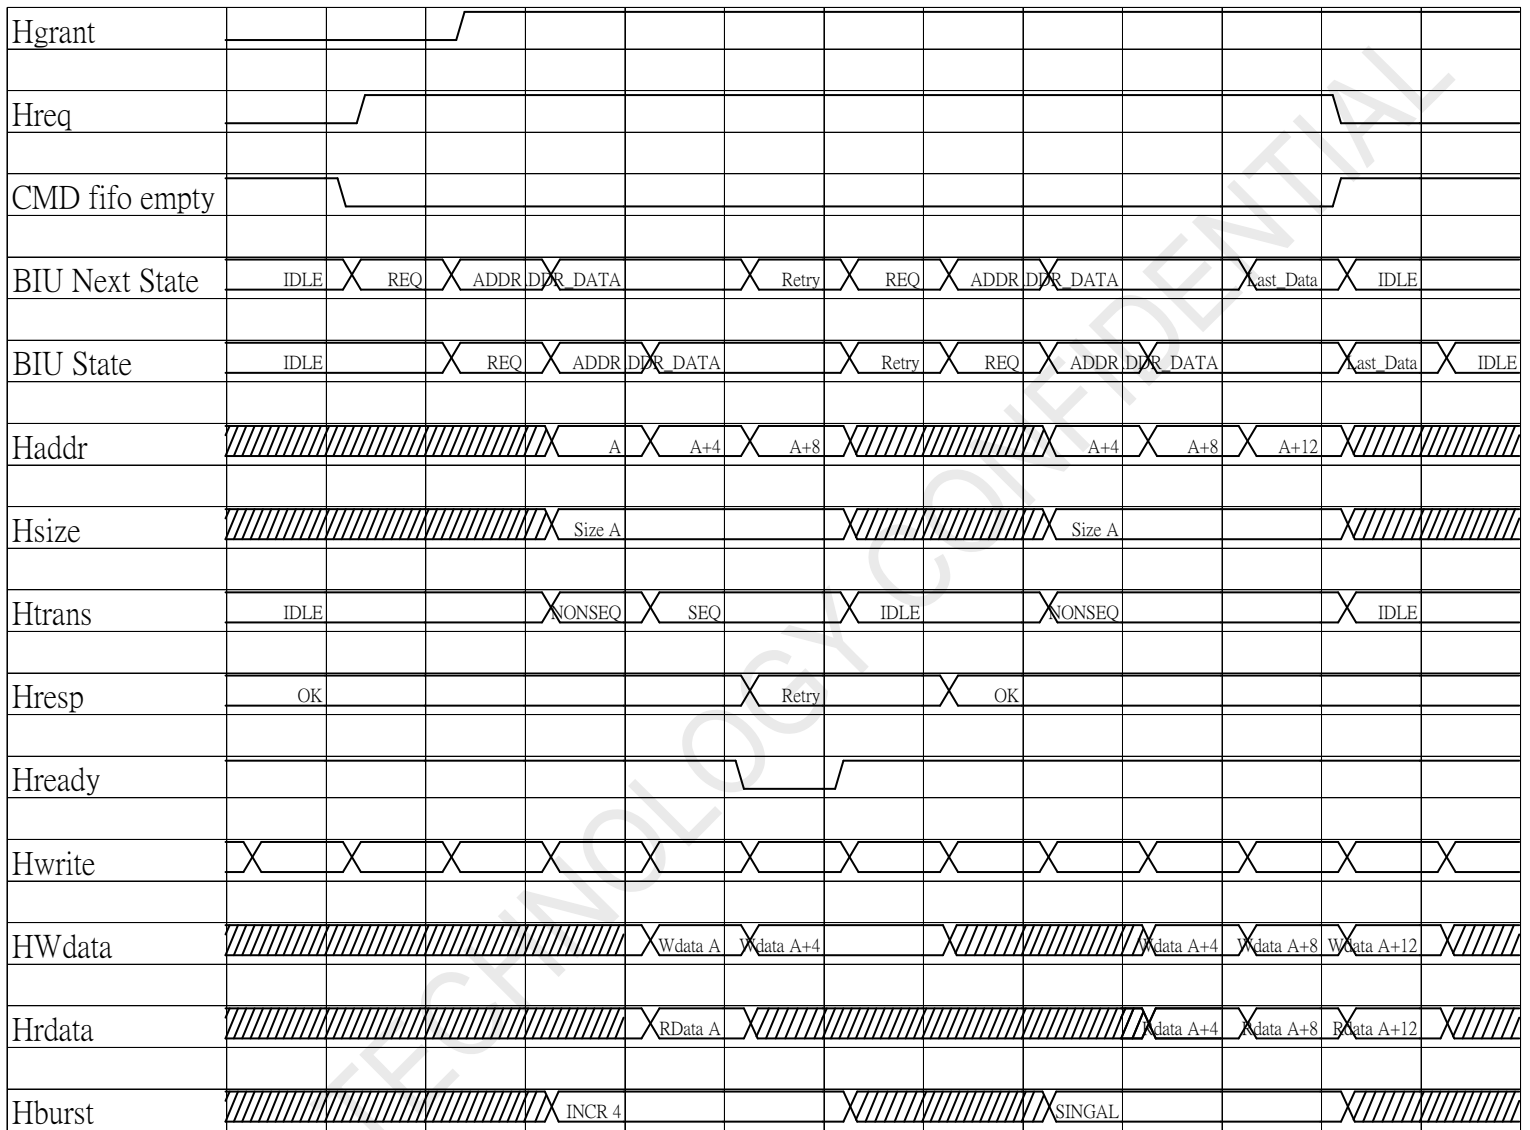 Hgrant
Hreq
CMD fifo empty
BIU Next State IDLE REQ ADDR DDR_DATA Retry REQ ADDR DDR_DATA Last_Data IDLE
BIU State IDLE REQ ADDR DDR_DATA Retry REQ ADDR DDR_DATA Last_Data IDLE
Haddr A A+4 A+8 A+4 A+8 A+12
Hsize Size A Size A
Htrans IDLE NONSEQ SEQ IDLE NONSEQ IDLE
Hresp OK Retry OK
Hready
Hwrite
HWdata Wdata A Wdata A+4 Wdata A+4 Wdata A+8 Wdata A+12
Hrdata RData A Rdata A+4 Rdata A+8 Rdata A+12
Hburst INCR 4 SINGAL
TECHNOLOGY CONFIDENTIAL